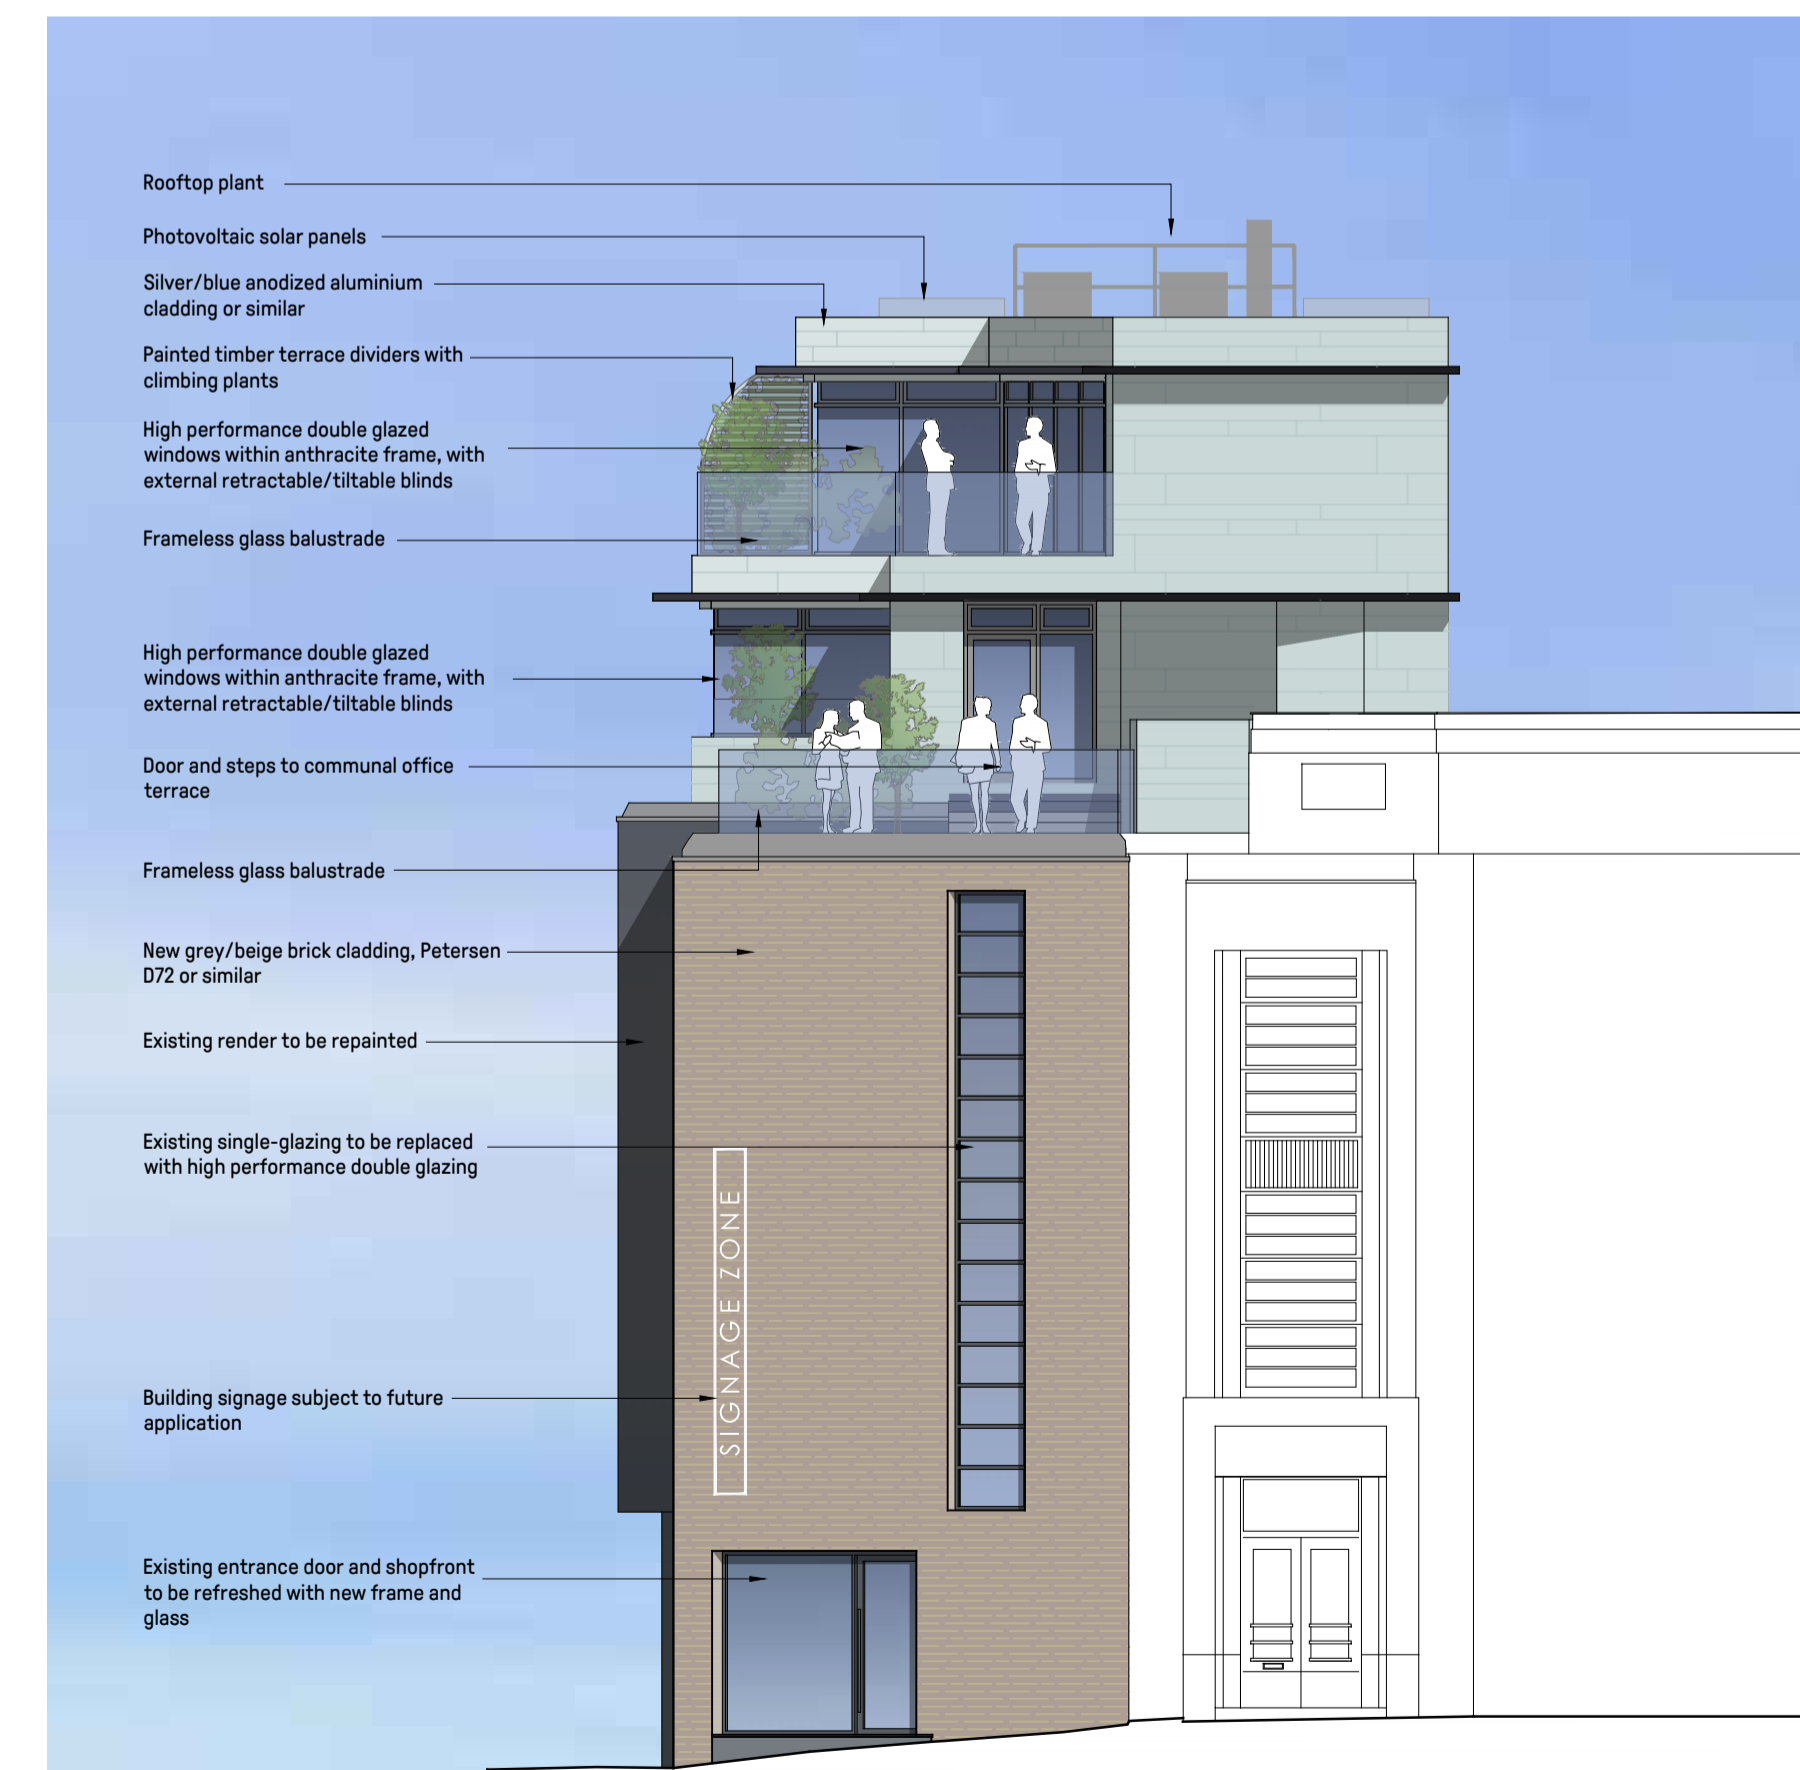 Rooftop plant
Photovoltaic solar panels
Silver/blue anodized aluminium
cladding or similar
Painted timber terrace dividers with
climbing plants
High performance double glazed
windows within anthracite frame, with
external retractable/tiltable blinds
Frameless glass balustrade
High performance double glazed
windows within anthracite frame, with
external retractable/tiltable blinds
Door and steps to communal office
terrace
Frameless glass balustrade
New grey/beige brick cladding, Petersen
D72 or similar
Existing render to be repainted
Existing single-glazing to be replaced
with high performance double glazing
SIGNAGE ZONE
Building signage subject to future
application
Existing entrance door and shopfront
to be refreshed with new frame and
glass